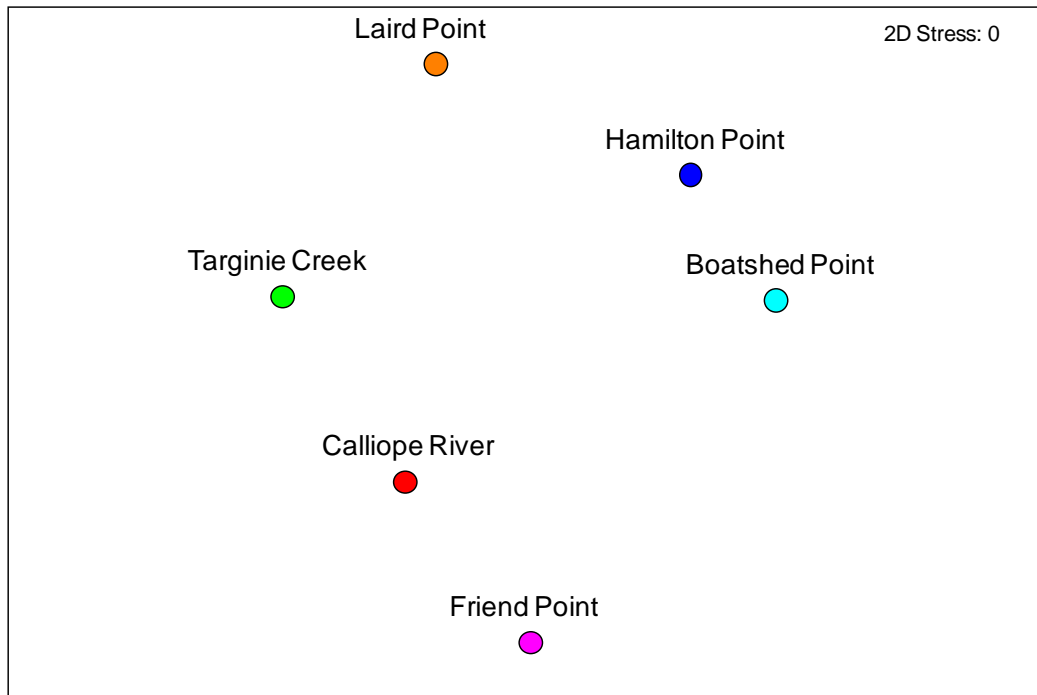 Laird Point
2D Stress: 0
Hamilton Point
Targinie Creek
Boatshed Point
Calliope River
Friend Point